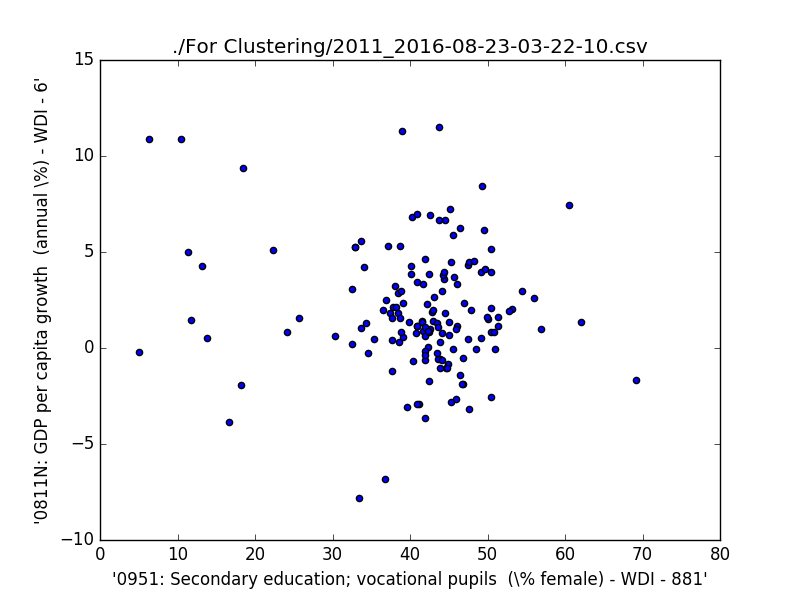 ./For Clustering/2011_2016-08-23-03-22-10.csv
15
10
5
0
−5
−10
'0811N: GDP per capita growth  (annual \%) - WDI - 6'
0 10 20 30 40 50 60 70 80
'0951: Secondary education; vocational pupils  (\% female) - WDI - 881'